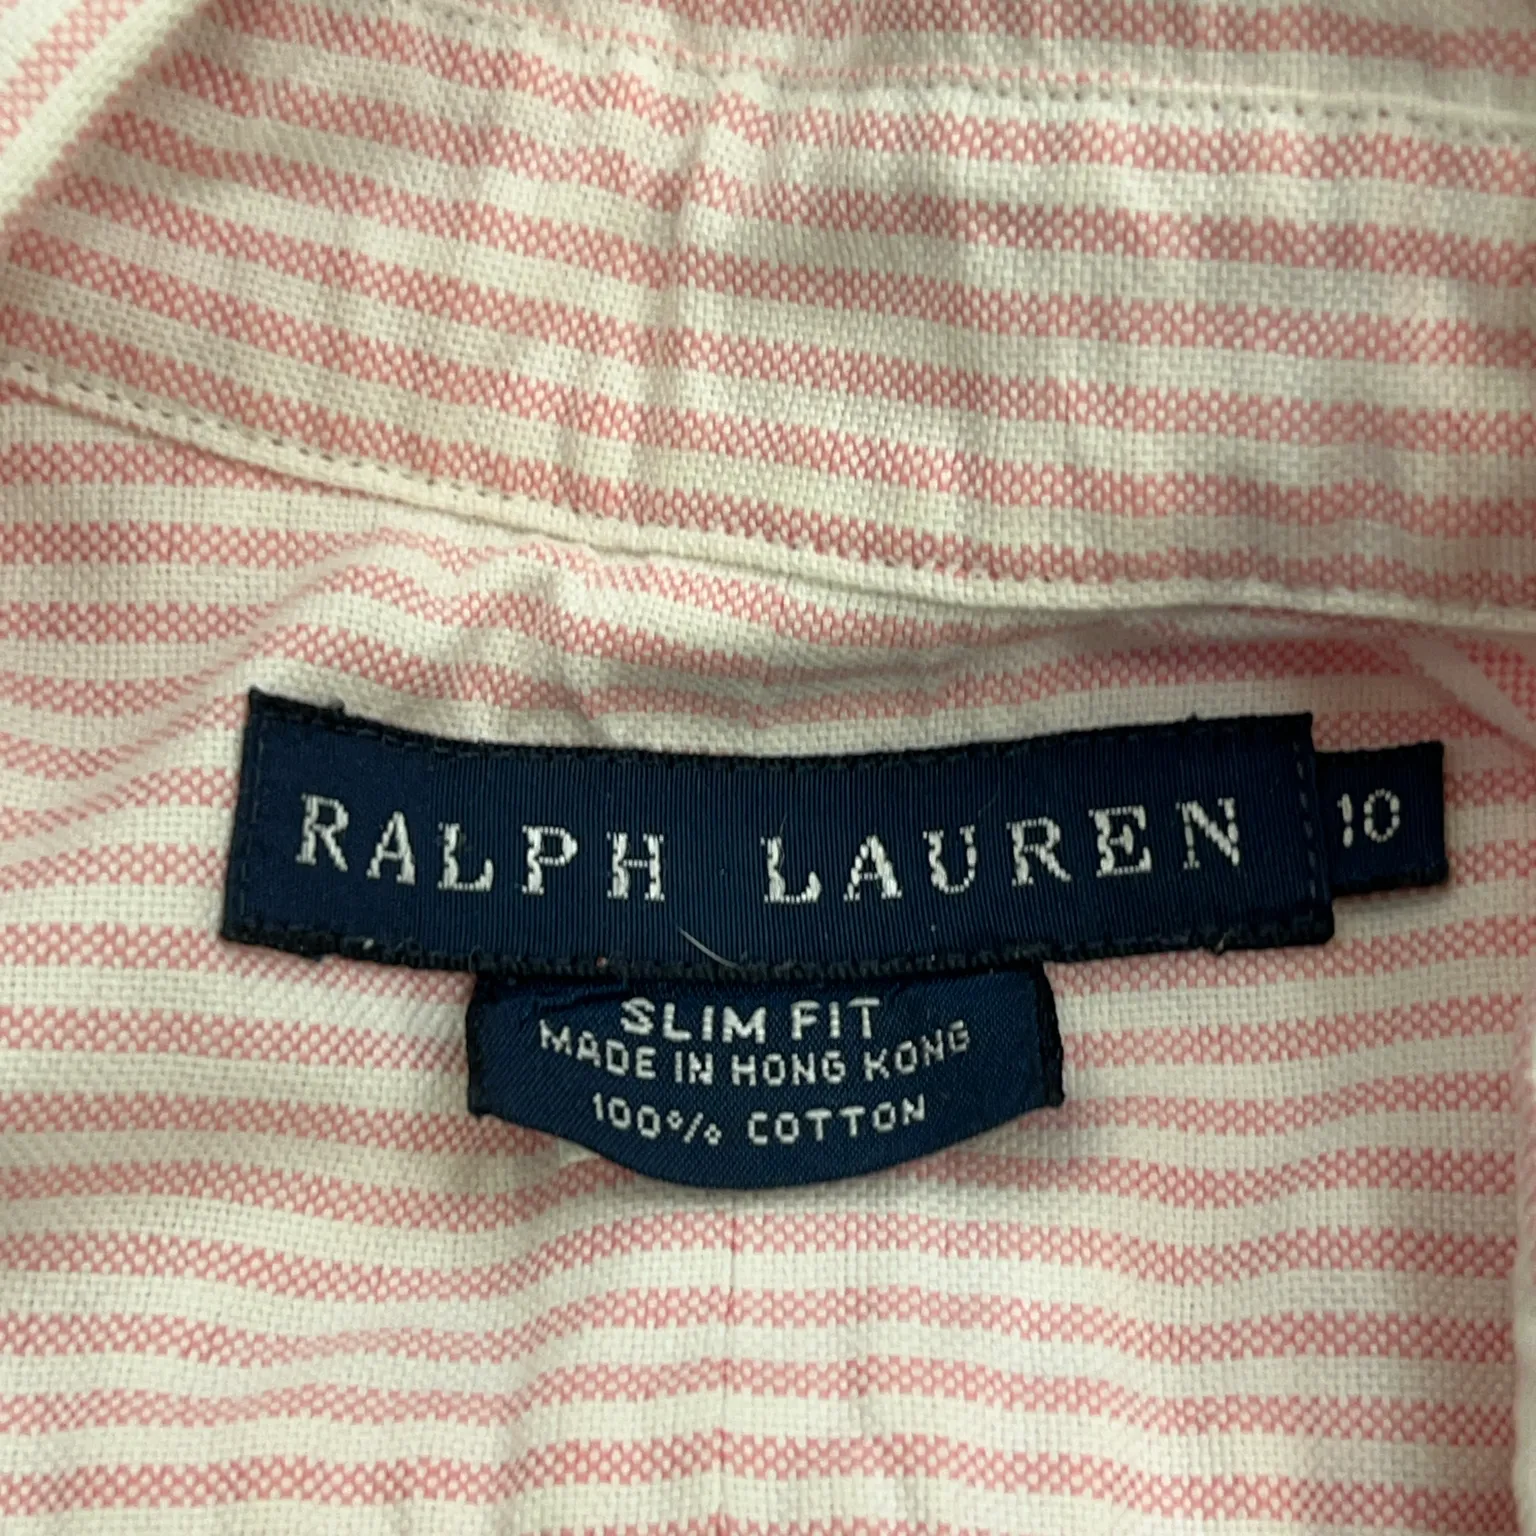 RALPH LAUREN
10
SLIM FIT
MADE IN HONG KONG
100% COTTON